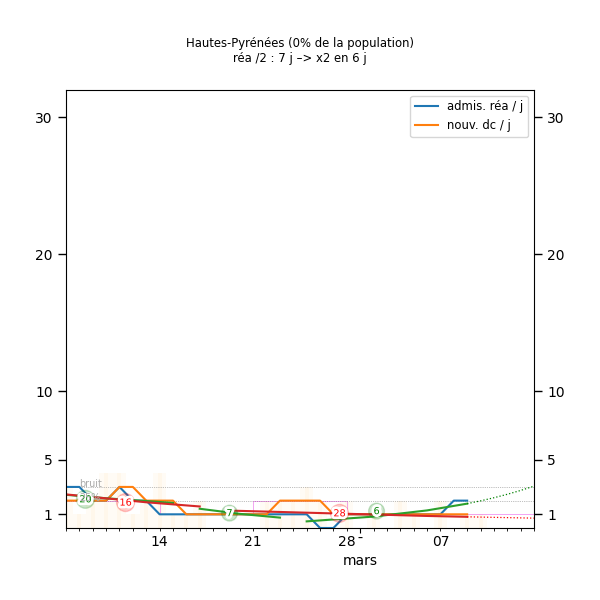 Hautes-Pyrénées (0% de la population)
réa /2 : 7 j –> x2 en 6 j
admis. réa / j
nouv. dc / j
30 30
20 20
10 10
5 5
bruit
20 16 7 28 6
1 1
14 21 28 07
mars